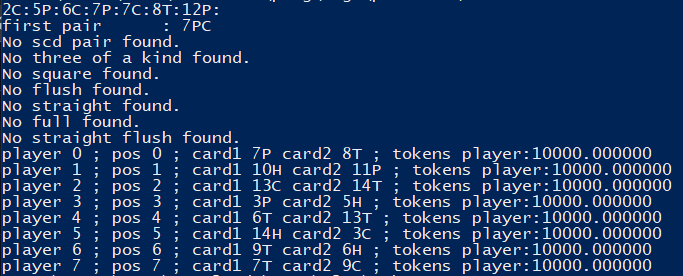 2C:5P:6C:7P:7C:8T:12P:
first pair : 7PC
No scd pair found.
No three of a kind found.
No square found.
No flush found.
No straight found.
No full found.
No straight flush found.
player 0 ; pos 0 ; card1 7P card2 8T ; tokens player:10000.000000
player 1 ; pos 1 ; card1 10H card2 11P ; tokens player:10000.000000
player 2 ; pos 2 ; card1 13C card2 14T ; tokens player:10000.000000
player 3 ; pos 3 ; card1 3P card2 5H ; tokens player:10000.000000
player 4 ; pos 4 ; card1 6T card2 13T ; tokens player:10000.000000
player 5 ; pos 5 ; card1 14H card2 3C ; tokens player:10000.000000
player 6 ; pos 6 ; card1 9T card2 6H ; tokens player:10000.000000
player 7 ; pos 7 ; card1 7T card2 9C ; tokens player:10000.000000